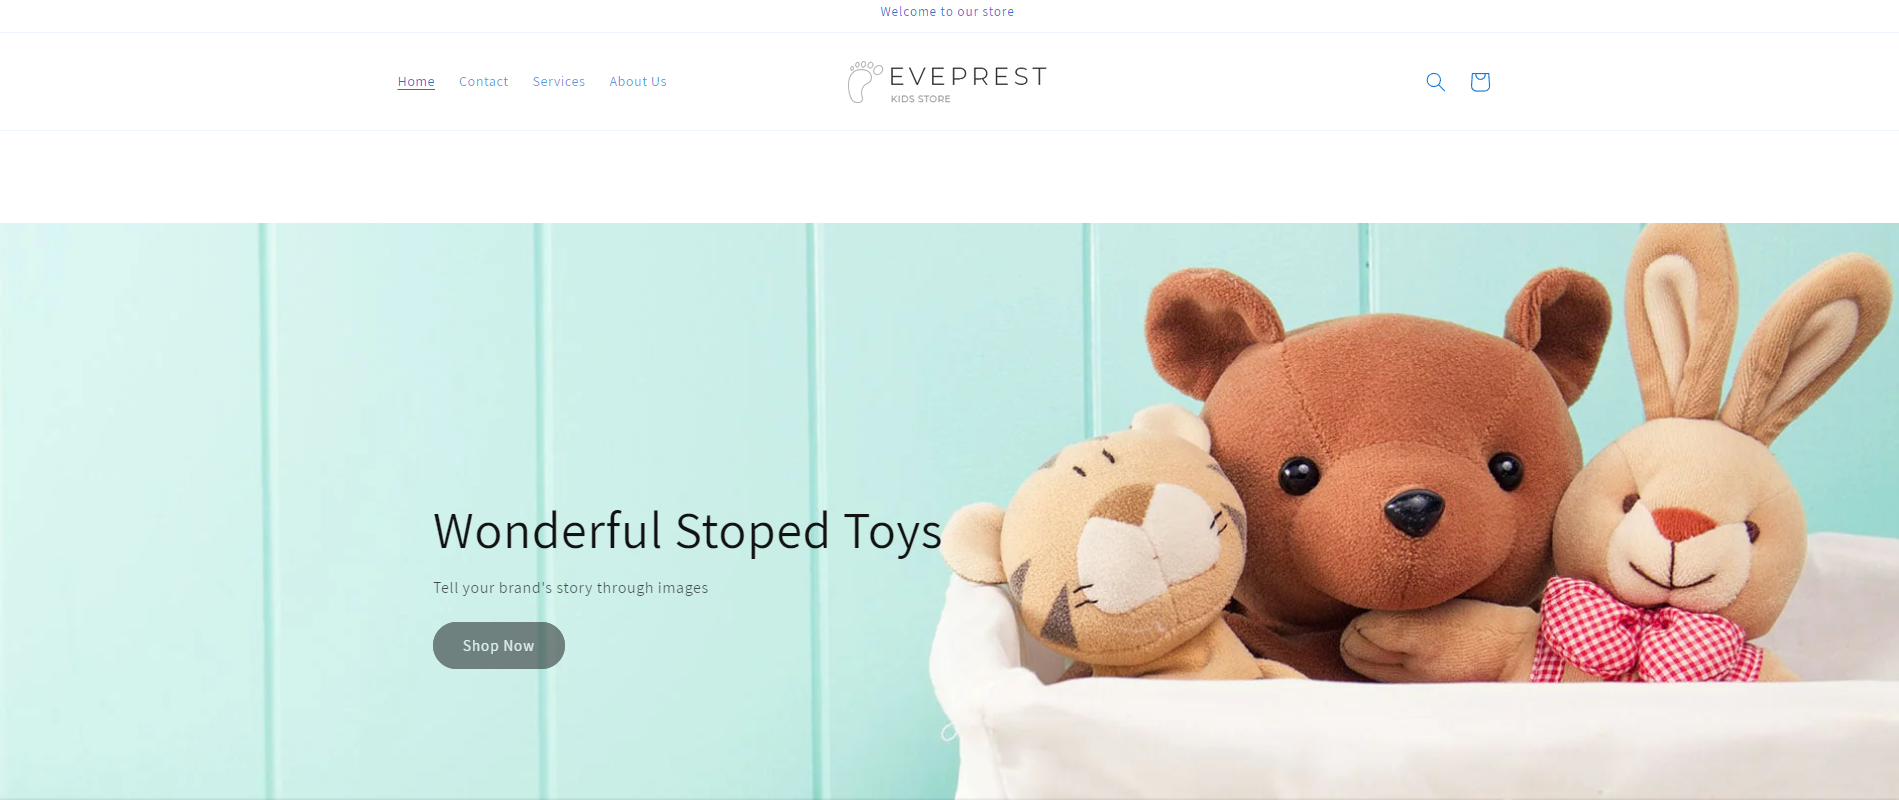 Welcome to our store
Home Contact Services About Us
EVEPREST
KIDS STORE
Wonderful Stoped Toys
Tell your brand's story through images
Shop Now